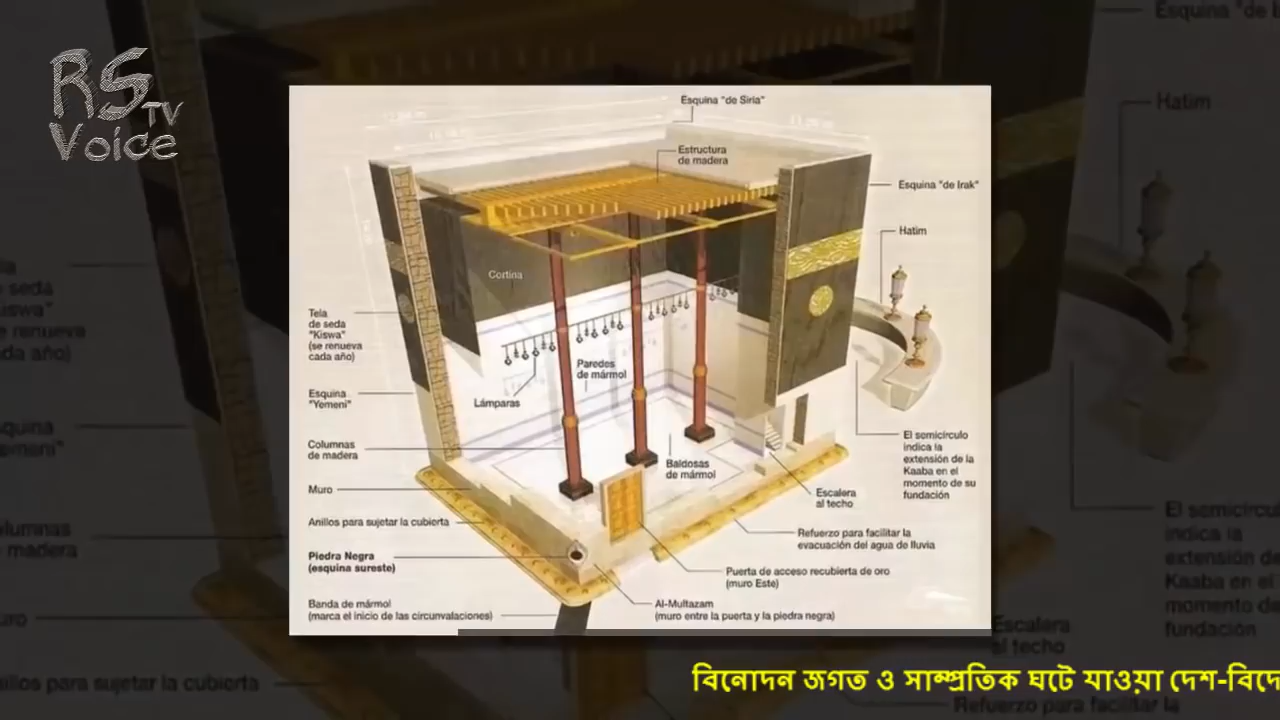 RS
TV
Voice
Esquina "de Siria"
Estructura
de madera
Esquina "de Irak"
Hatim
Hatim
Cortina
Tela
de seda
"Kiswa"
(se renueva
cada año)
Paredes
de mármol
Esquina
"Yemeni"
Lámparas
Columnas
de madera
Baldosas
de mármol
El semicírculo
indica la
extensión de la
Kaaba en el
momento de su
fundación
Muro
Escalera
al techo
Anillos para sujetar la cubierta
Refuerzo para facilitar la
evacuación del agua de lluvia
Piedra Negra
(esquina sureste)
Puerta de acceso recubierta de oro
(muro Este)
Banda de mármol
(marca el inicio de las circunvalaciones)
Al-Multazam
(muro entre la puerta y la piedra negra)
বিনোদন জগত ও সাম্প্রতিক ঘটে যাওয়া দেশ-বিদে